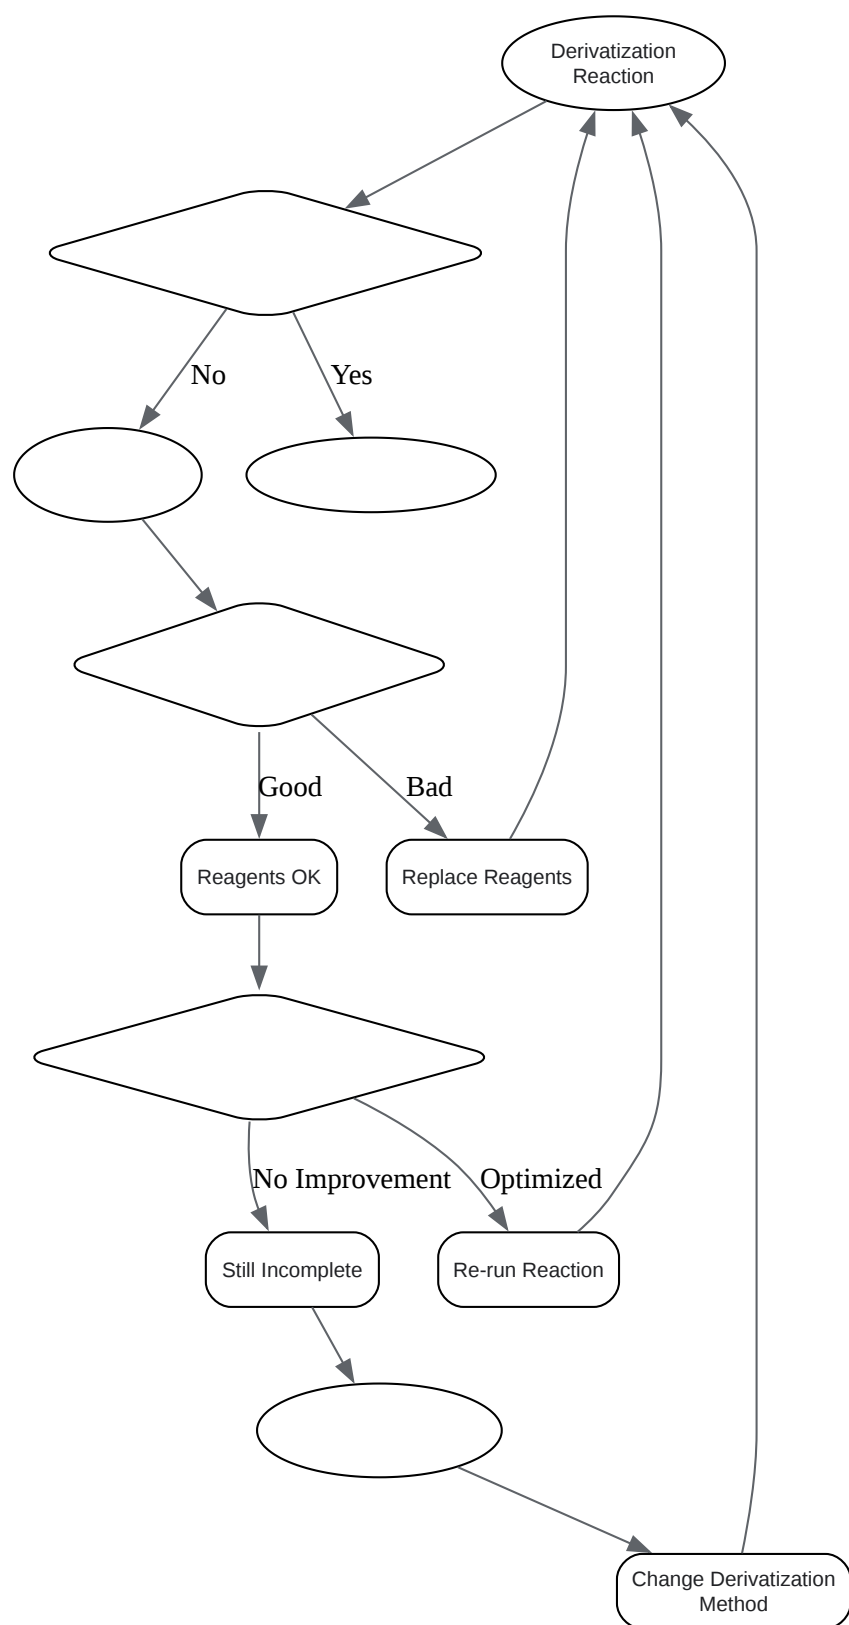 Derivatization
Reaction
No
Yes
Good
Bad
Reagents OK
Replace Reagents
No Improvement
Optimized
Still Incomplete
Re-run Reaction
Change Derivatization
Method